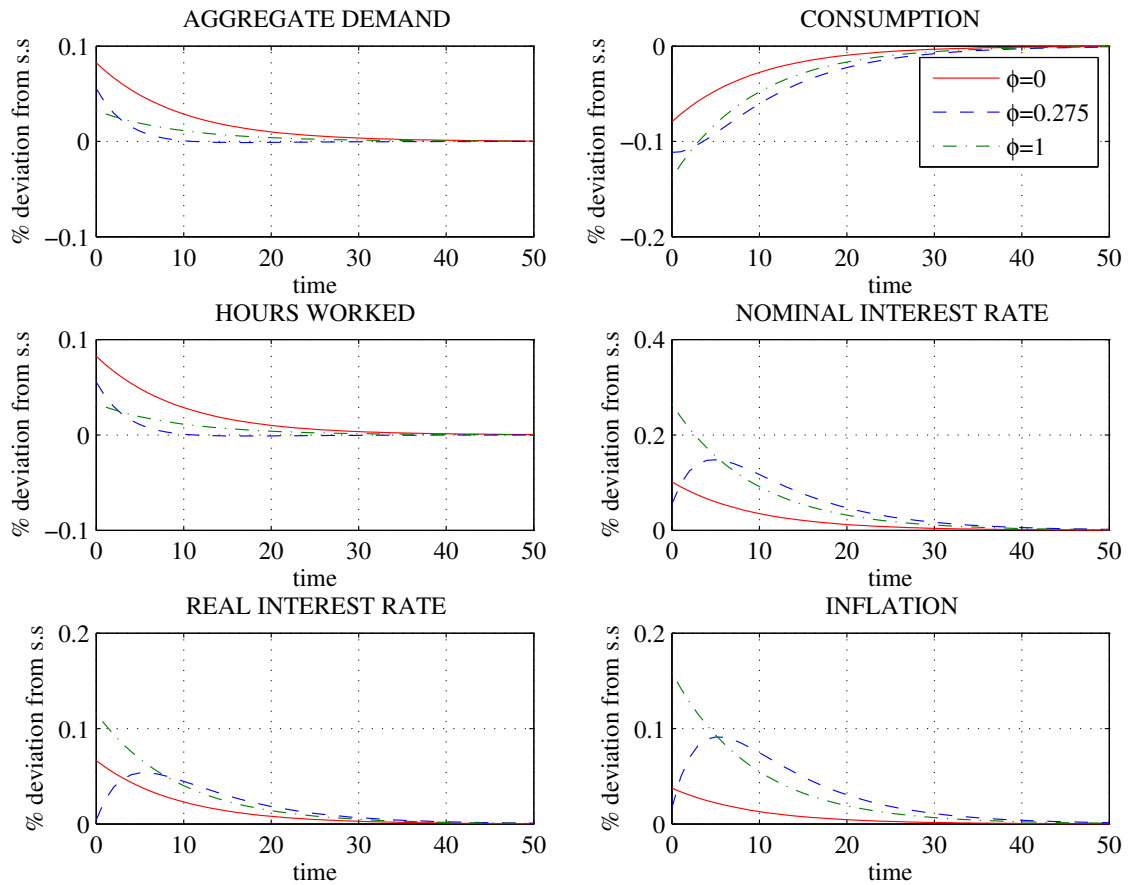 AGGREGATE DEMAND
% deviation from s.s
0.1
0
−0.1
0 10 20 30 40 50
time
CONSUMPTION
% deviation from s.s
0
−0.1
−0.2
0 10 20 30 40 50
time
ϕ=0
ϕ=0.275
ϕ=1
HOURS WORKED
% deviation from s.s
0.1
0
−0.1
0 10 20 30 40 50
time
NOMINAL INTEREST RATE
% deviation from s.s
0.4
0.2
0
0 10 20 30 40 50
time
REAL INTEREST RATE
% deviation from s.s
0.2
0.1
0
0 10 20 30 40 50
time
INFLATION
% deviation from s.s
0.2
0.1
0
0 10 20 30 40 50
time